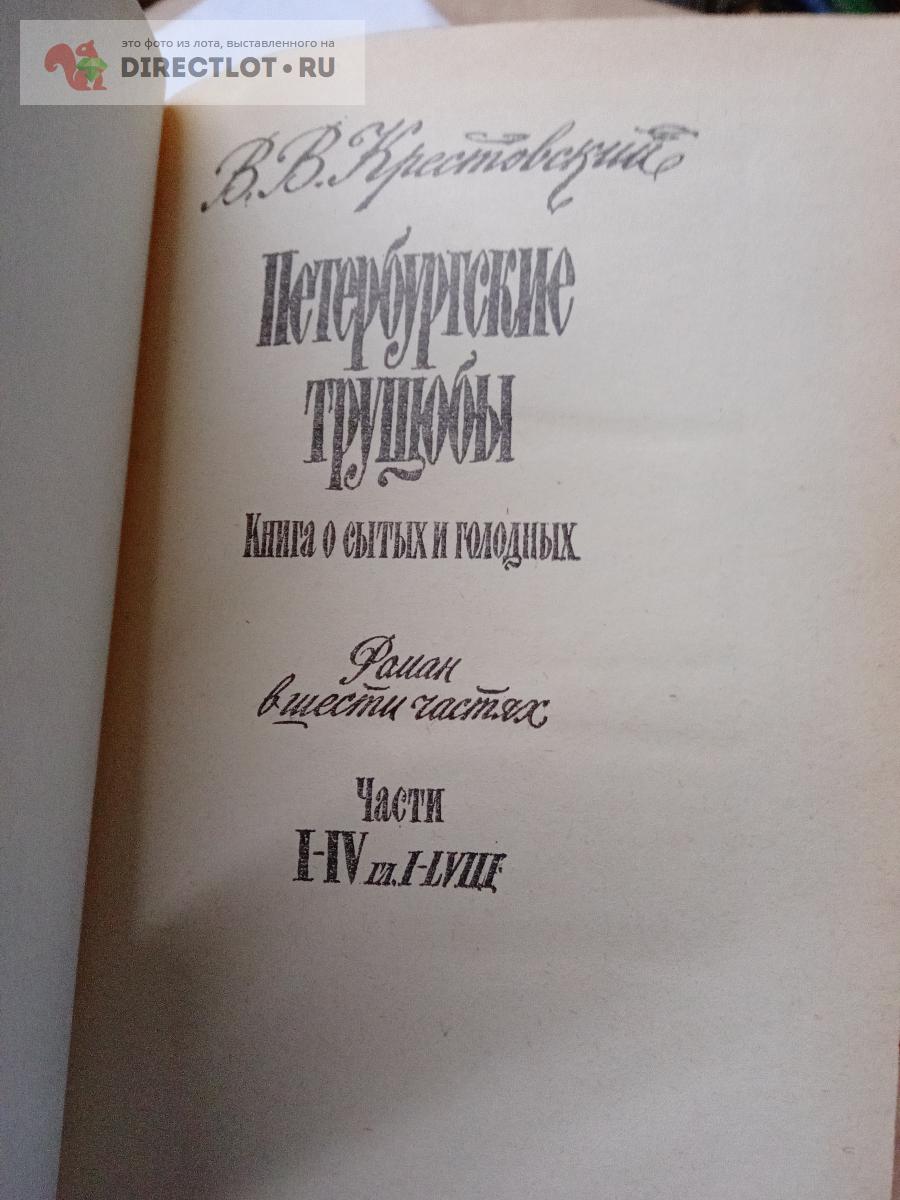 это фото из лота, выставленного на
DIRECTLOT.RU
В. В. Крестовский
Петербургские
трущобы
Книга о сытых и голодных
Роман
в шести частях
Части
I-IV гл. I-LVIII